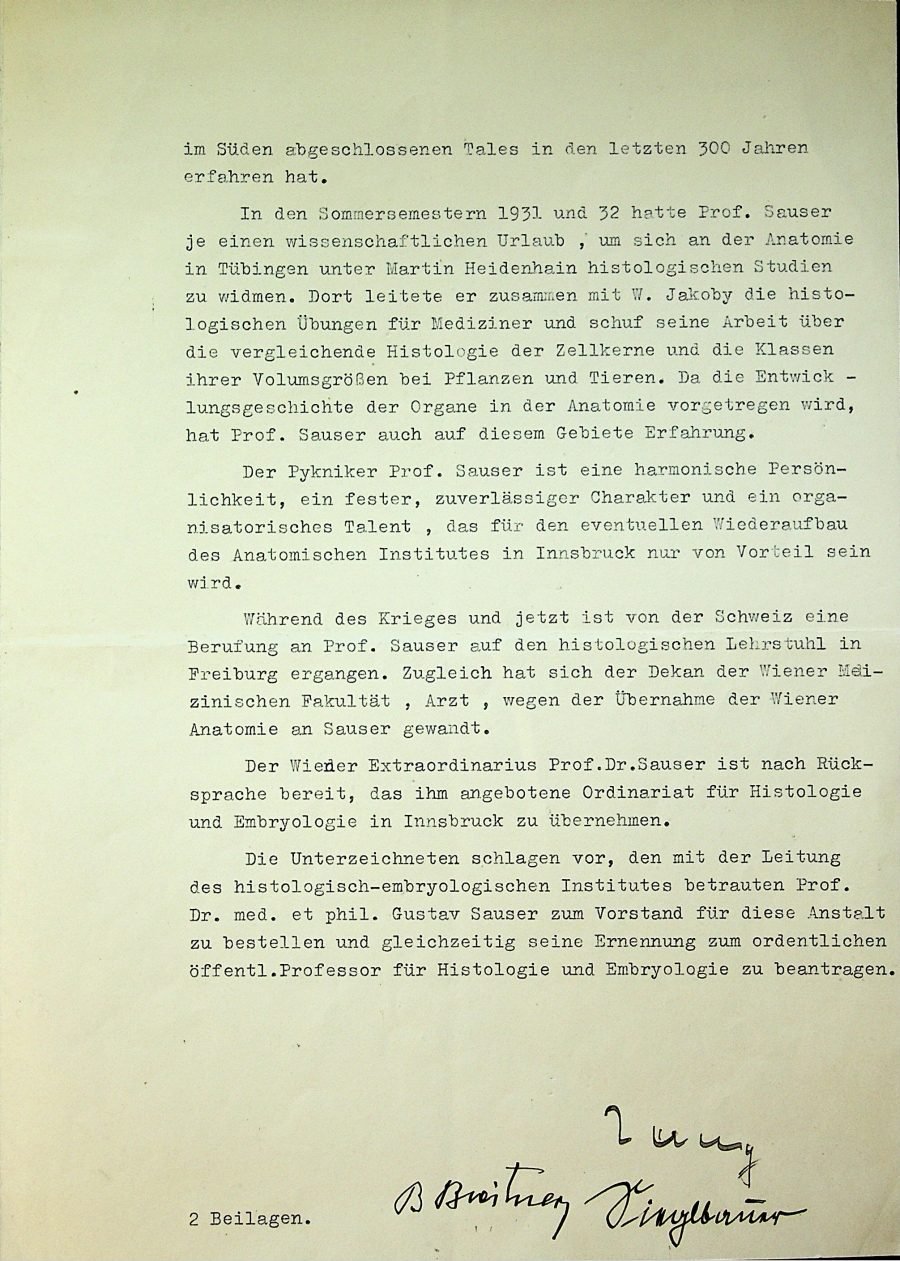 im Süden abgeschlossenen Tales in den letzten 300 Jahren
erfahren hat.
In den Sommersemestern 1931 und 32 hatte Prof. Sauser
je einen wissenschaftlichen Urlaub , um sich an der Anatomie
in Tübingen unter Martin Heidenhain histologischen Studien
zu widmen. Dort leitete er zusammen mit W. Jakoby die histo-
logischen Übungen für Mediziner und schuf seine Arbeit über
die vergleichende Histologie der Zellkerne und die Klassen
ihrer Volumsgrößen bei Pflanzen und Tieren. Da die Entwick -
lungsgeschichte der Organe in der Anatomie vorgetregen wird,
hat Prof. Sauser auch auf diesem Gebiete Erfahrung.
Der Pykniker Prof. Sauser ist eine harmonische Persön-
lichkeit, ein fester, zuverlässiger Charakter und ein orga-
nisatorisches Talent , das für den eventuellen Wiederaufbau
des Anatomischen Institutes in Innsbruck nur von Vorteil sein
wird.
Während des Krieges und jetzt ist von der Schweiz eine
Berufung an Prof. Sauser auf den histologischen Lehrstuhl in
Freiburg ergangen. Zugleich hat sich der Dekan der Wiener Medi-
zinischen Fakultät , Arzt , wegen der Übernahme der Wiener
Anatomie an Sauser gewandt.
Der Wiener Extraordinarius Prof.Dr.Sauser ist nach Rück-
sprache bereit, das ihm angebotene Ordinariat für Histologie
und Embryologie in Innsbruck zu übernehmen.
Die Unterzeichneten schlagen vor, den mit der Leitung
des histologisch-embryologischen Institutes betrauten Prof.
Dr. med. et phil. Gustav Sauser zum Vorstand für diese Anstalt
zu bestellen und gleichzeitig seine Ernennung zum ordentlichen
öffentl.Professor für Histologie und Embryologie zu beantragen.
B Breitner Sieglbauer
2 Beilagen.